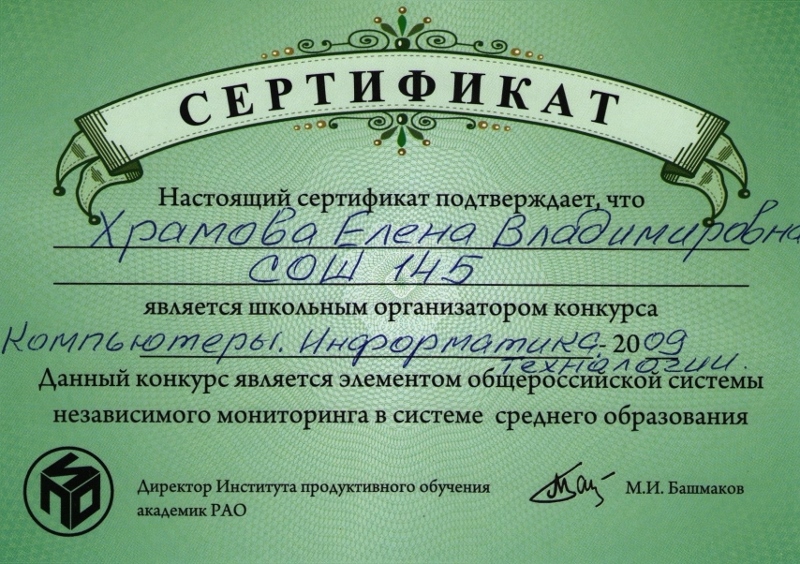 СЕРТИФИКАТ
Настоящий сертификат подтверждает, что
Храмова Елена Владимировна
СОШ 145
является школьным организатором конкурса
Компьютеры. Информатика. - 2009
Технологии.
Данный конкурс является элементом общероссийской системы
независимого мониторинга в системе среднего образования
ИПО
Директор Института продуктивного обучения
академик РАО
М.И. Башмаков